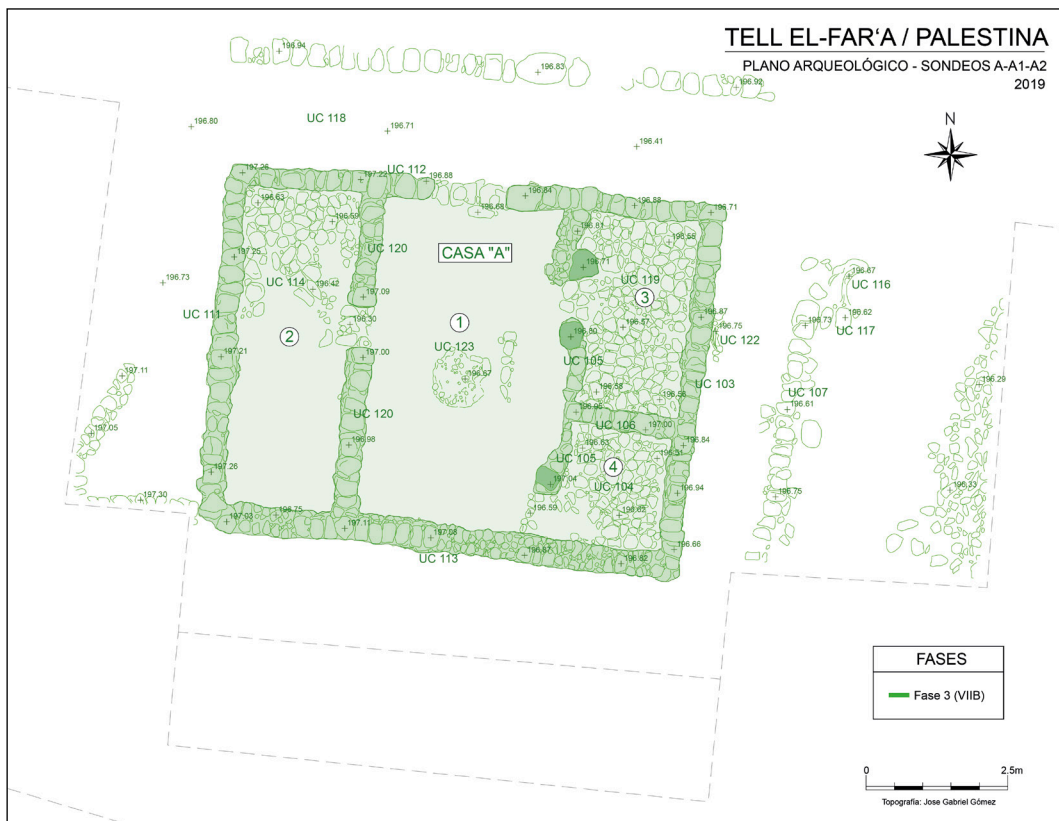 TELL EL-FAR‘A / PALESTINA
PLANO ARQUEOLÓGICO - SONDEOS A-A1-A2
2019
196.94
196.83
196.92
N
196.80
UC 118
196.71
196.41
197.26
197.22
UC 112
196.88
196.84
196.88
196.71
196.63
196.59
196.68
196.81
196.55
UC 120
197.25
CASA "A"
196.71
196.73
UC 114
196.42
197.09
UC 119
3
196.67
UC 116
UC 111
196.30
1
196.80
196.57
196.87
196.75
UC 122
196.73
196.62
UC 117
2
UC 123
197.21
197.00
UC 105
196.67
196.58
196.56
UC 103
UC 107
197.11
UC 120
196.95
UC 106
197.00
196.61
196.29
197.05
196.98
196.63
196.84
UC 105
4
196.51
197.26
197.04
UC 104
196.94
196.75
196.33
197.30
197.03
196.75
197.11
196.59
196.62
197.08
196.87
196.82
196.66
UC 113
FASES
Fase 3 (VIIB)
0
2.5m
Topografía: Jose Gabriel Gómez